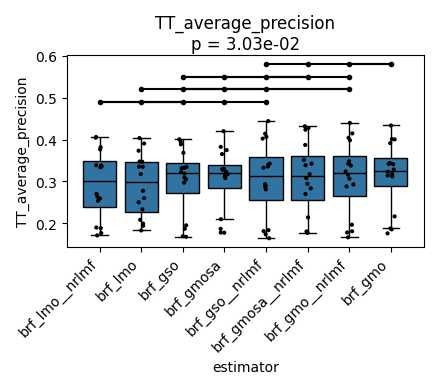 TT_average_precision
p = 3.03e-02
TT_average_precision
0.6
0.5
0.4
0.3
0.2
brf_lmo__nrlmf
brf_lmo
brf_gso
brf_gmosa
brf_gso__nrlmf
brf_gmosa__nrlmf
brf_gmo__nrlmf
brf_gmo
estimator